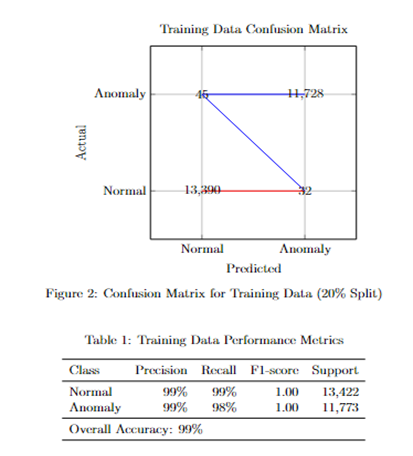 Training Data Confusion Matrix
Anomaly
45
11,728
Actual
Normal
13,390
32
Normal
Anomaly
Predicted
Figure 2: Confusion Matrix for Training Data (20% Split)
Table 1: Training Data Performance Metrics
Class Precision Recall F1-score Support
Normal 99% 99% 1.00 13,422
Anomaly 99% 98% 1.00 11,773
Overall Accuracy: 99%